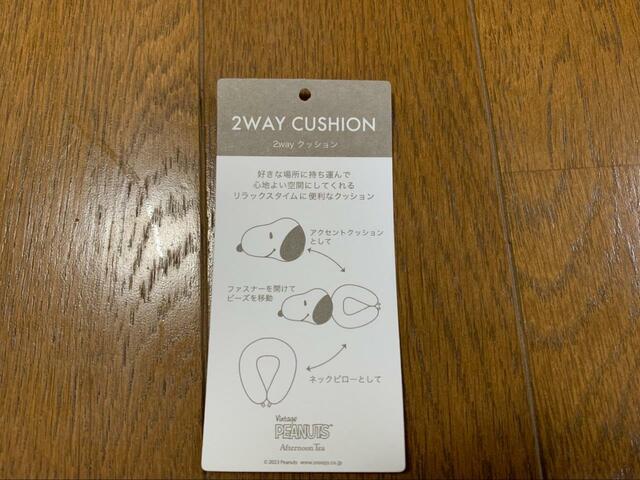 2WAY CUSHION
2way クッション
好きな場所に持ち運んで
心地よい空間にしてくれる
リラックスタイムに便利なクッション
アクセントクッション
として
ファスナーを開けて
ビーズを移動
ネックピローとして
Vintage
PEANUTS
Afternoon Tea
© 2023 Peanuts www.snoopy.co.jp